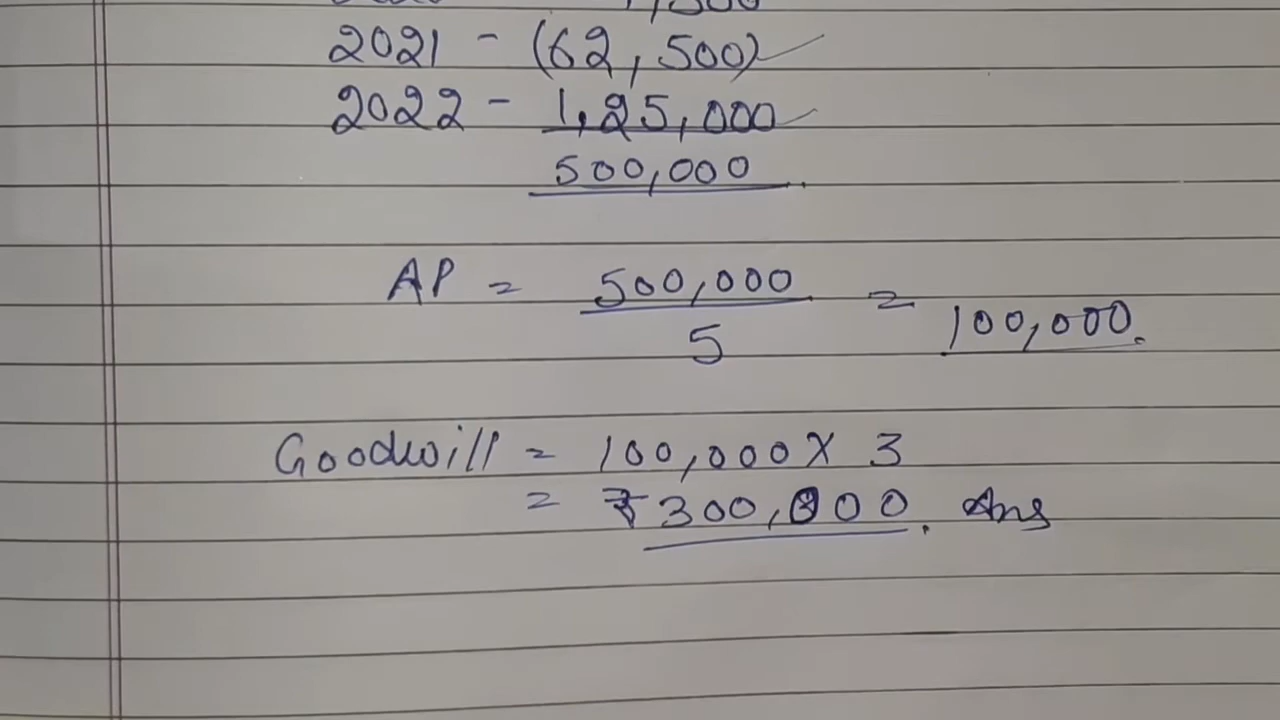 2021 - (62,500)
2022 - 1,25,000
500,000
AP = 500,000 / 5 = 100,000.
Goodwill = 100,000 X 3
= ₹300,000. Ans